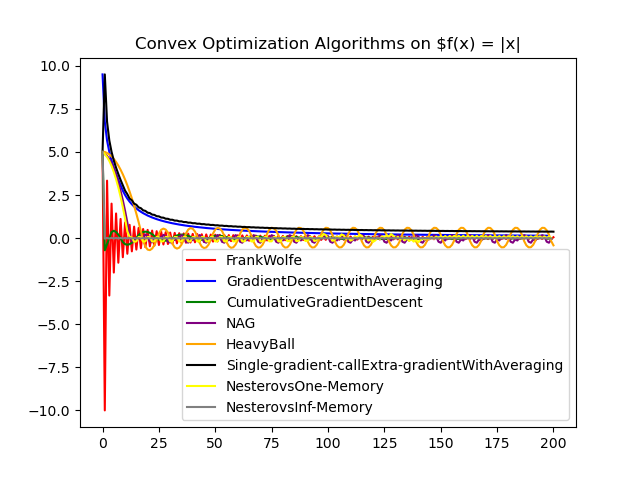 Convex Optimization Algorithms on $f(x) = |x|
10.0
7.5
5.0
2.5
0.0
−2.5
−5.0
−7.5
−10.0
FrankWolfe
GradientDescentwithAveraging
CumulativeGradientDescent
NAG
HeavyBall
Single-gradient-callExtra-gradientWithAveraging
NesterovsOne-Memory
NesterovsInf-Memory
0 25 50 75 100 125 150 175 200